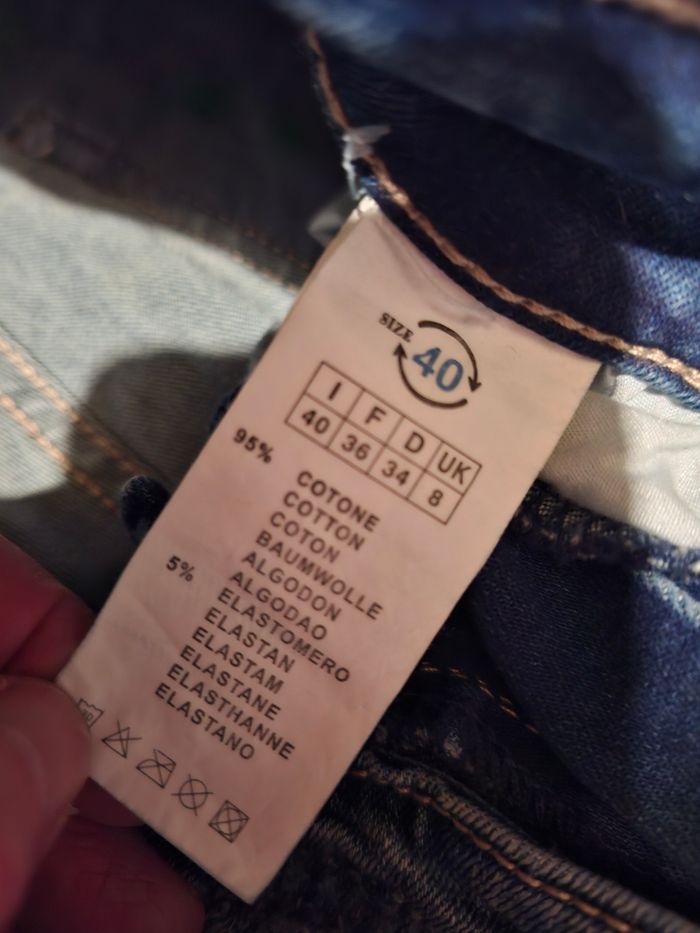 SIZE 40
I F D UK
40 36 34 8
95% COTONE
COTTON
COTON
BAUMWOLLE
ALGODON
ALGODAO
5% ELASTOMERO
ELASTAN
ELASTAM
ELASTANE
ELASTHANNE
ELASTANO